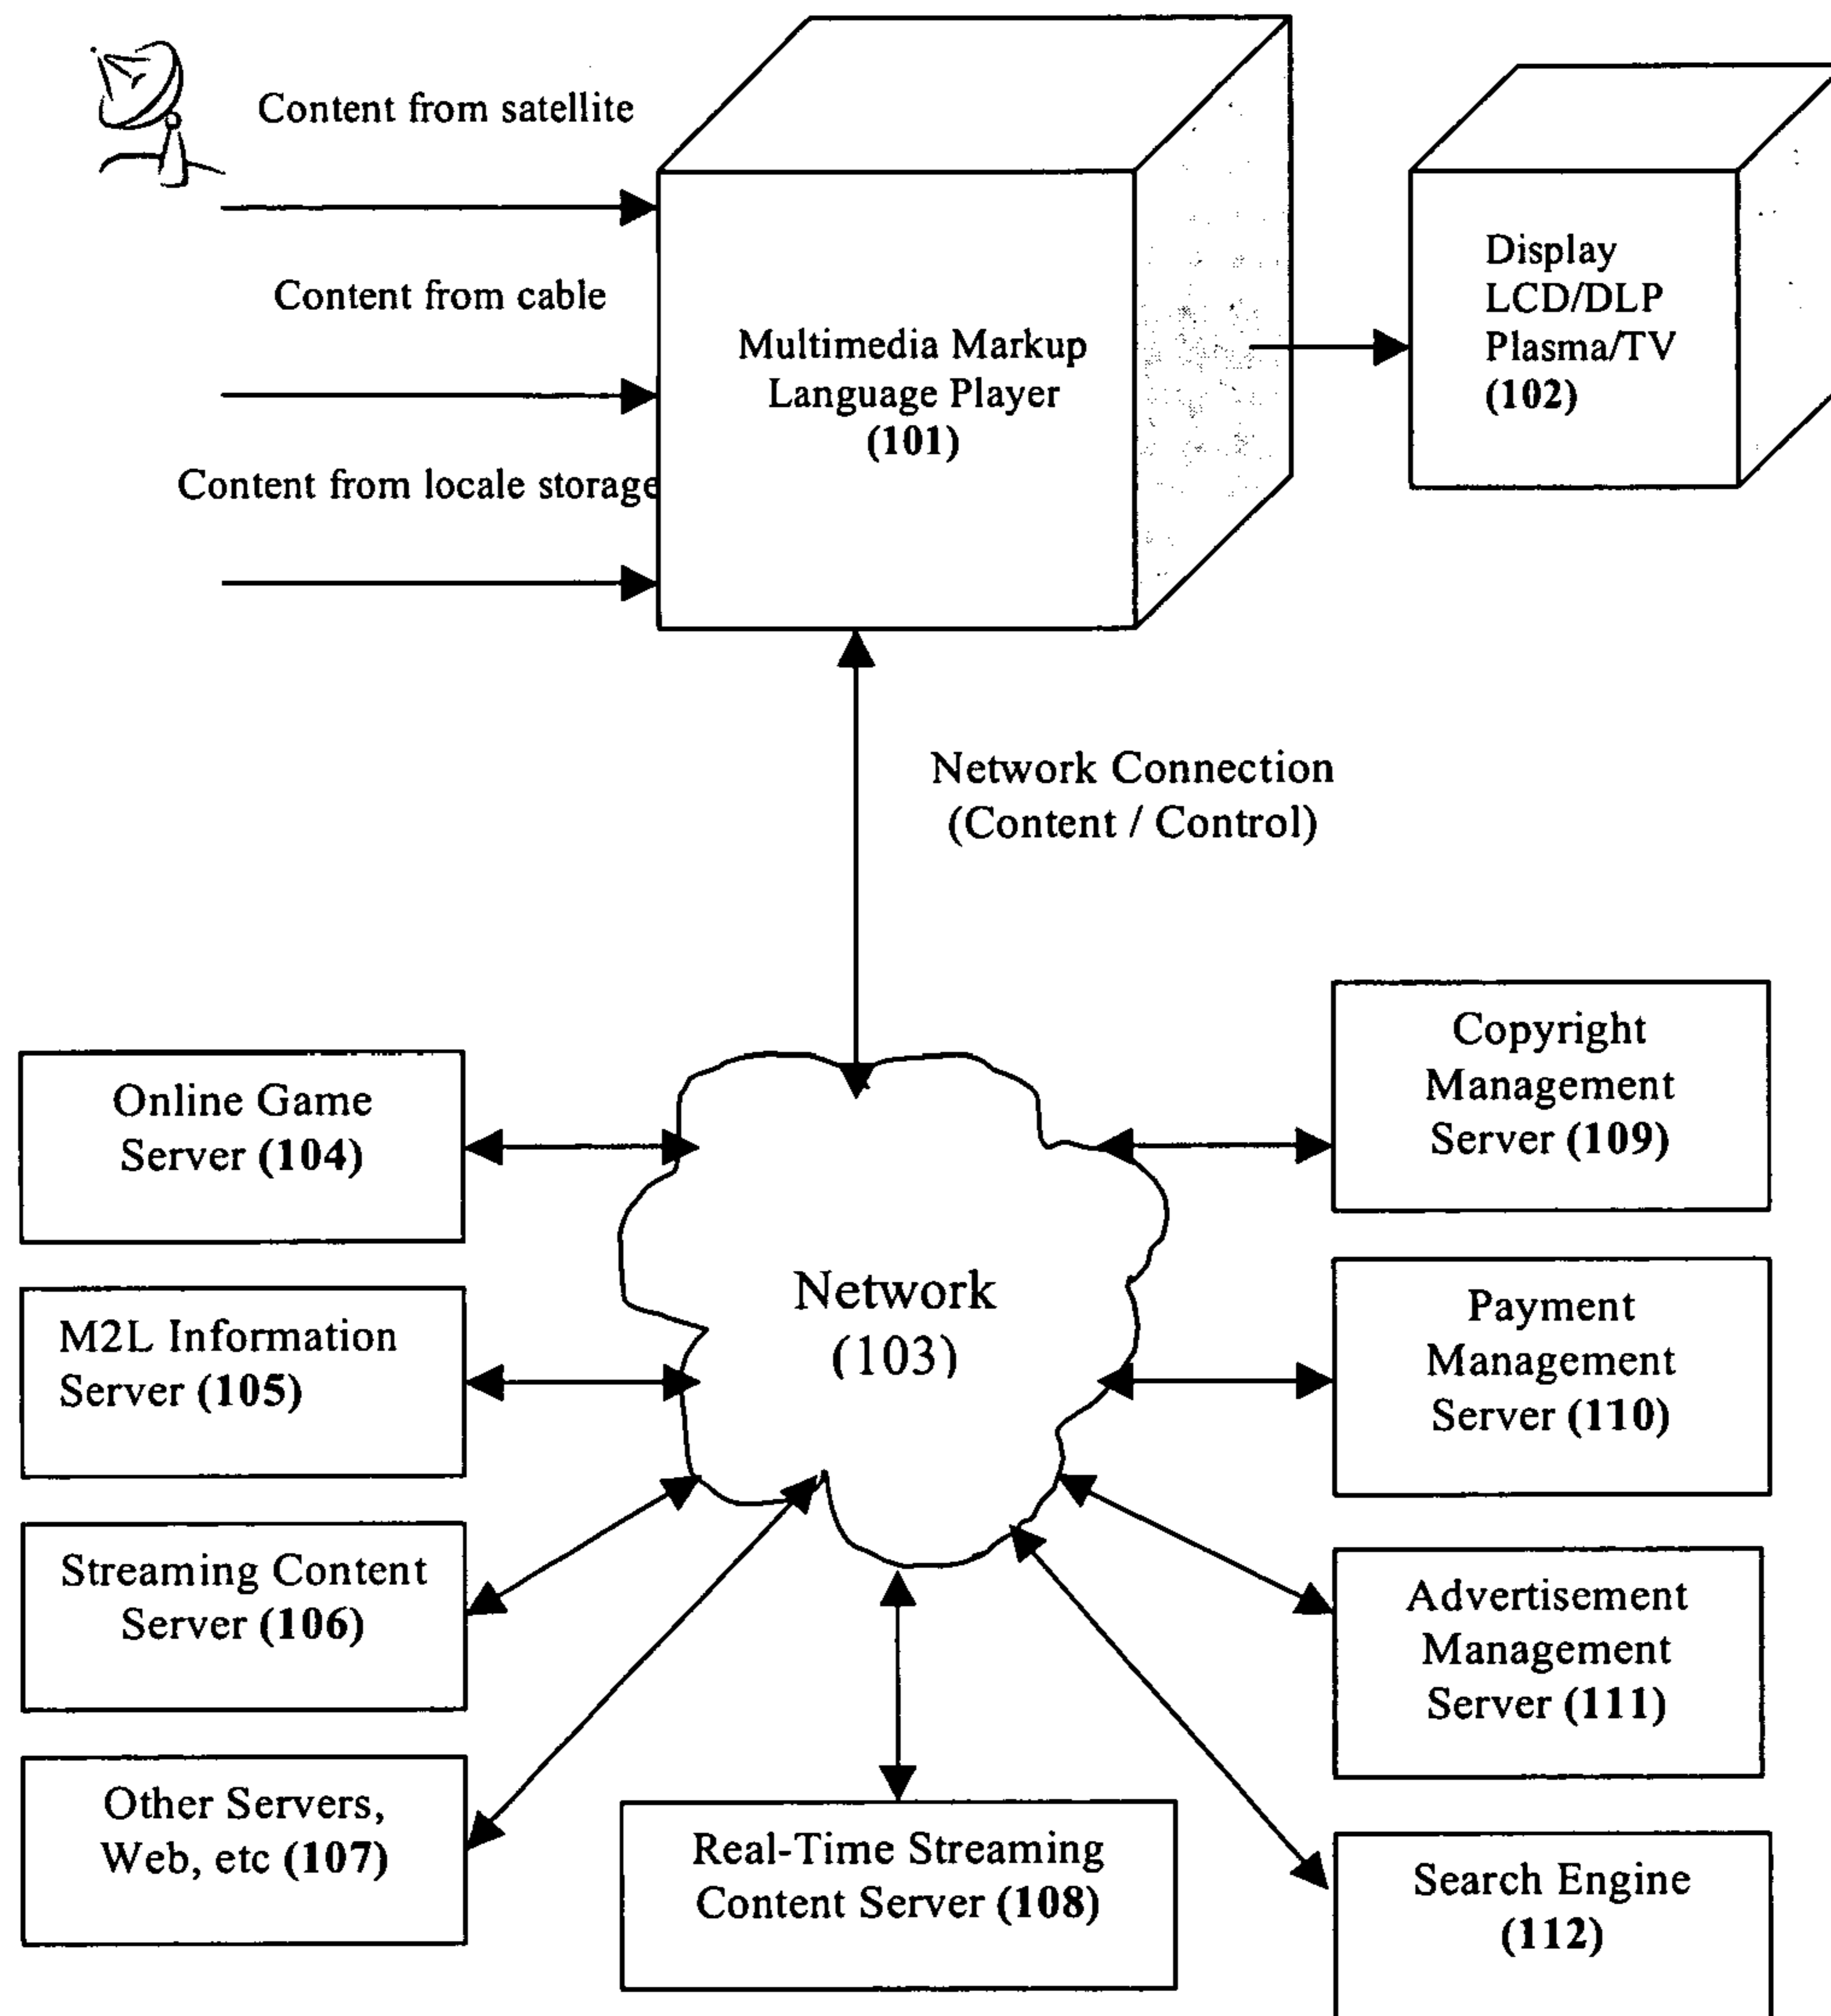 Content from satellite
Content from cable
Content from locale storage
Multimedia Markup
Language Player
(101)
Display
LCD/DLP
Plasma/TV
(102)
Network Connection
(Content / Control)
Online Game
Server (104)
M2L Information
Server (105)
Streaming Content
Server (106)
Other Servers,
Web, etc (107)
Network
(103)
Real-Time Streaming
Content Server (108)
Copyright
Management
Server (109)
Payment
Management
Server (110)
Advertisement
Management
Server (111)
Search Engine
(112)